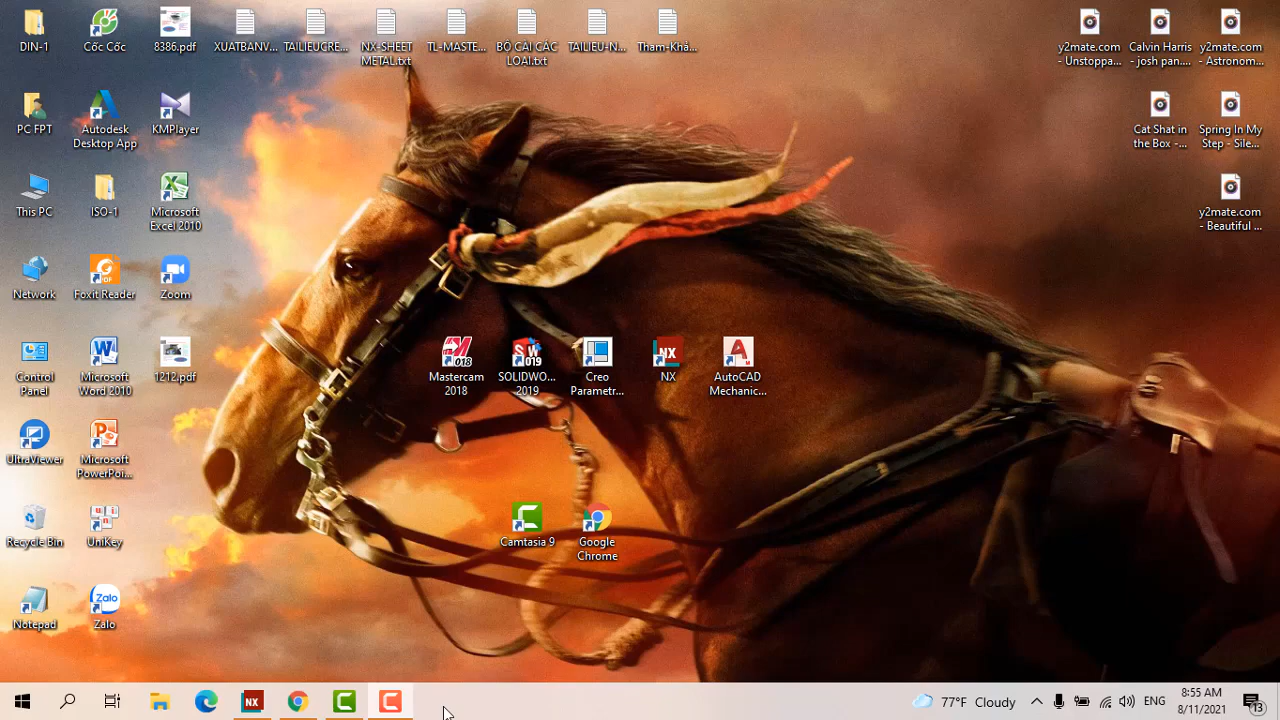 DIN-1
Cốc Cốc
8386.pdf
XUATBANV...
TAILIEUCRE...
NX-SHEET
METAL.txt
TL-MASTE...
BỘ CÀI CÁC
LOẠI.txt
TAILIEU-N...
Tham-Khả...
y2mate.com
- Unstoppa...
Calvin Harris
- josh pan....
y2mate.com
- Astronom...
PC FPT
Autodesk
Desktop App
KMPlayer
Cat Shat in
the Box -...
Spring In My
Step - Sile...
This PC
ISO-1
Microsoft
Excel 2010
y2mate.com
- Beautiful ...
Network
Foxit Reader
Zoom
Control
Panel
Microsoft
Word 2010
1212.pdf
Mastercam
2018
SOLIDWO...
2019
Creo
Parametr...
NX
AutoCAD
Mechanic...
UltraViewer
Microsoft
PowerPoi...
Recycle Bin
UniKey
Camtasia 9
Google
Chrome
Notepad
Zalo
77°F Cloudy
ENG
8:55 AM
8/11/2021
13